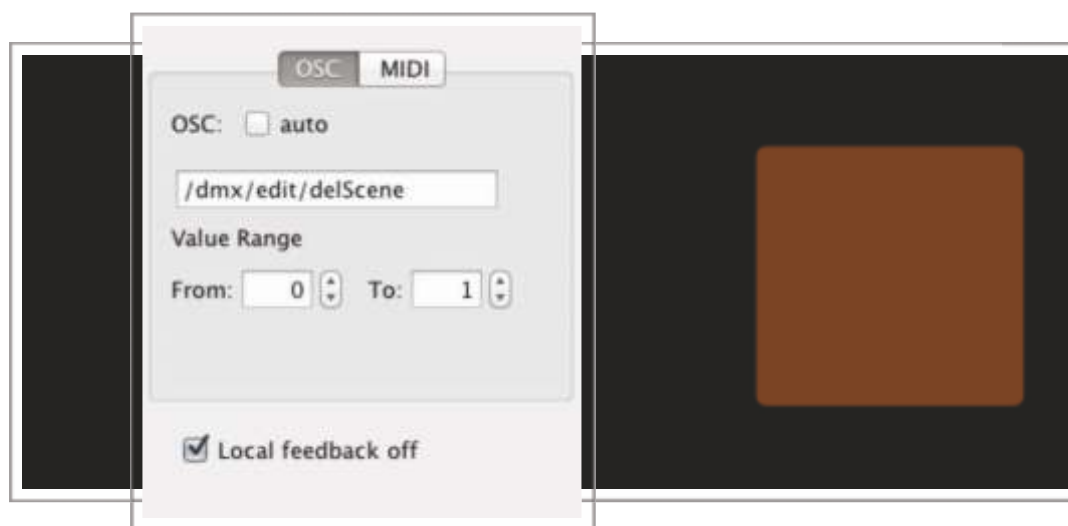 OSC MIDI
OSC: auto
/dmx/edit/delScene
Value Range
From: 0 To: 1
Local feedback off